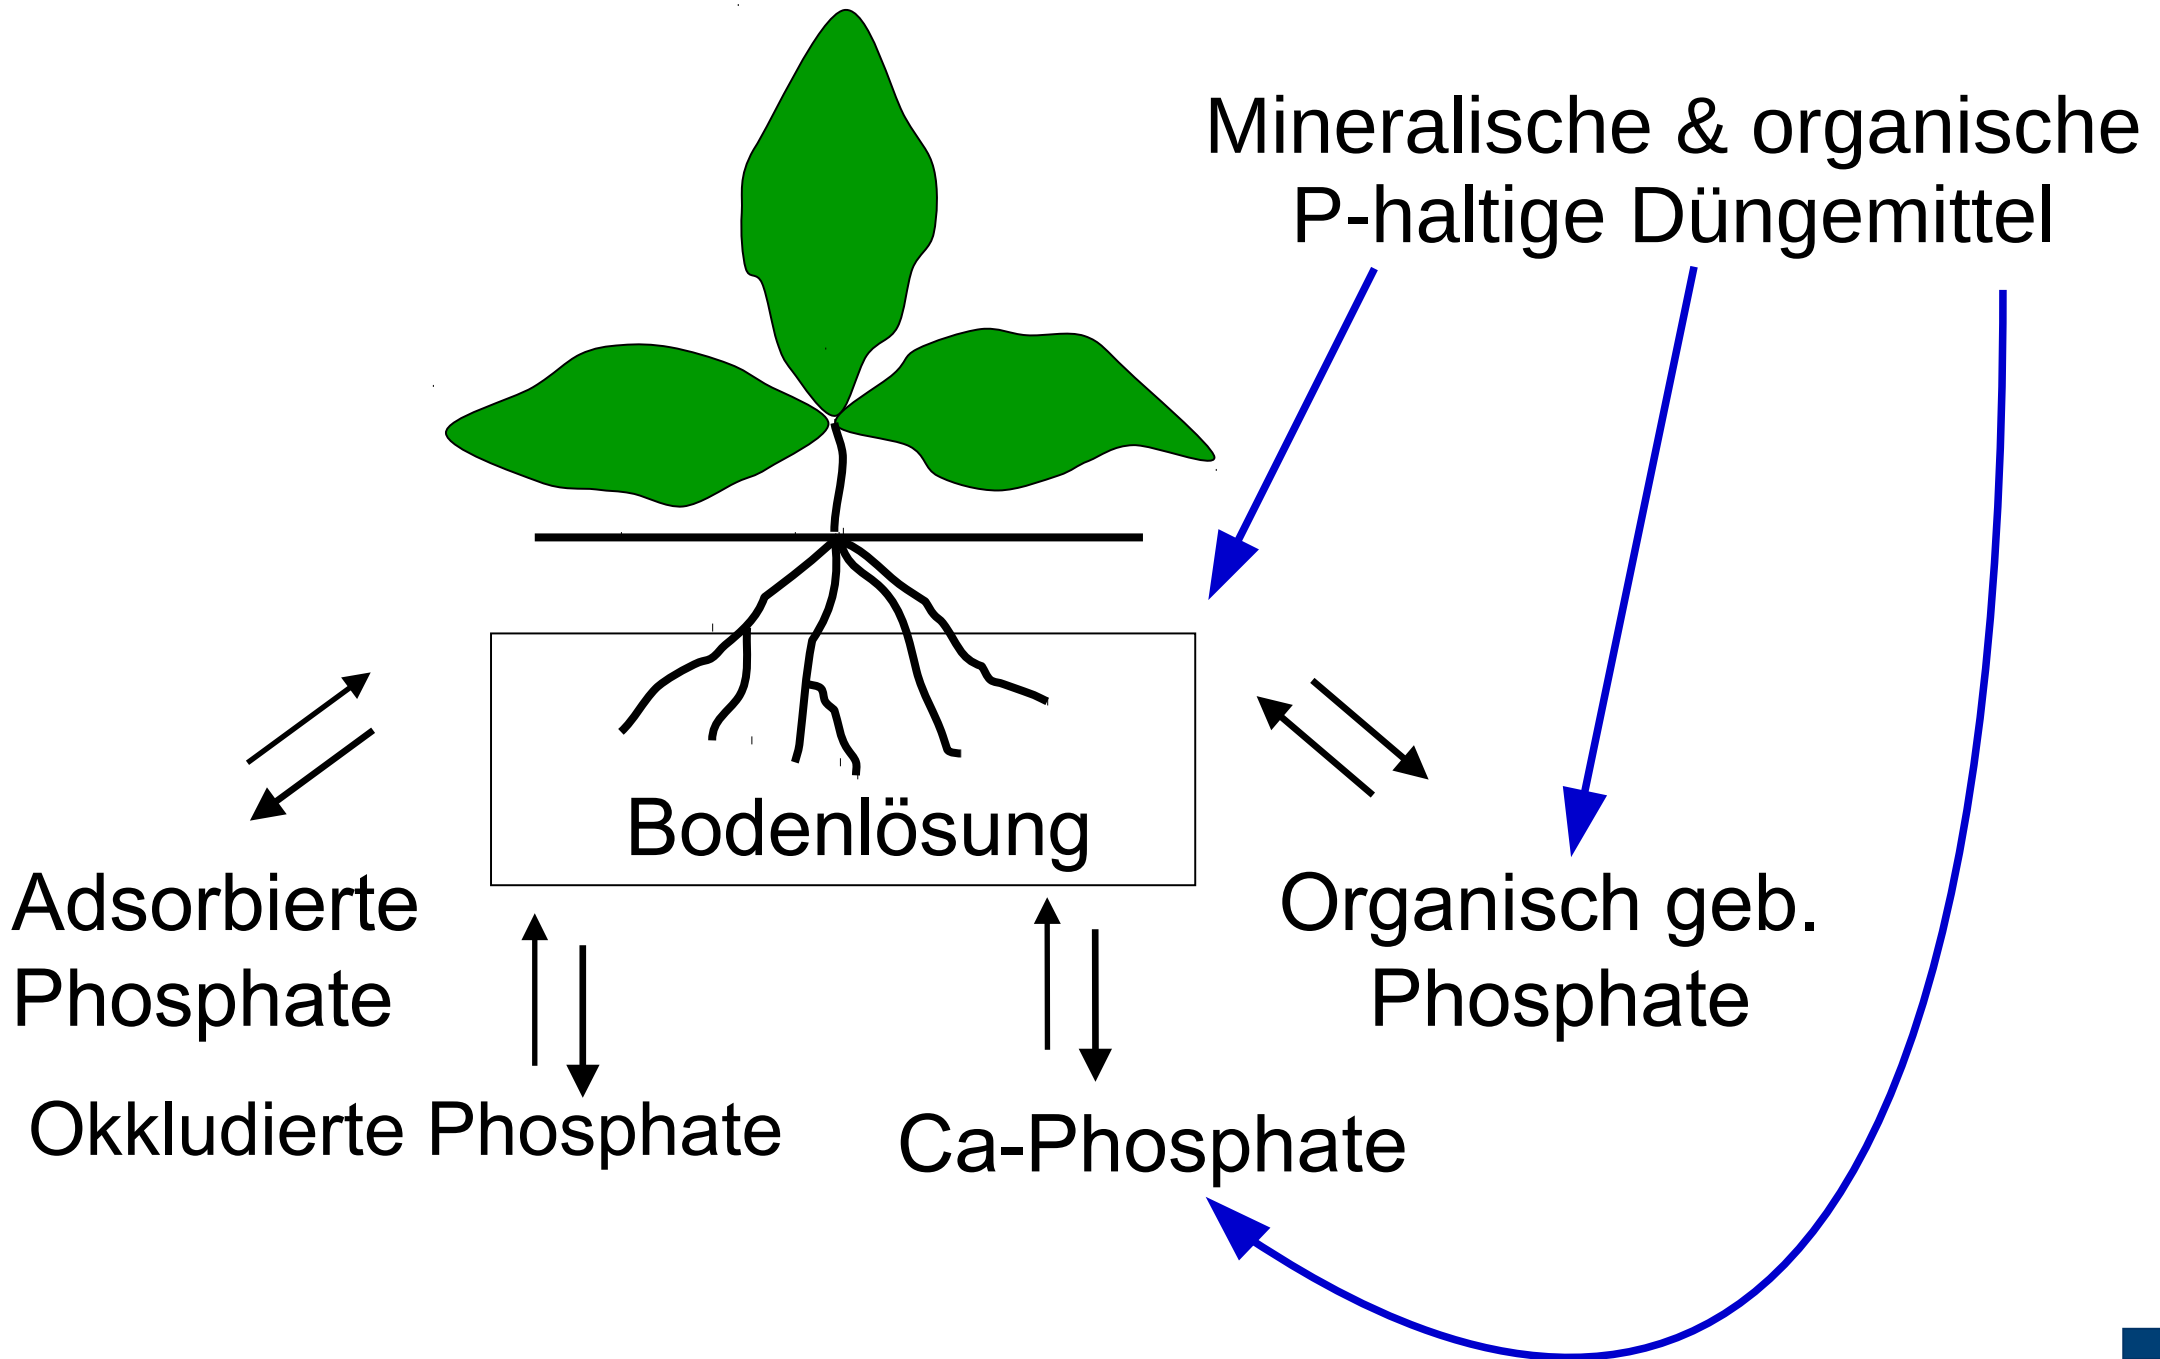 Mineralische & organische
P-haltige Düngemittel
Bodenlösung
Adsorbierte
Phosphate
Organisch geb.
Phosphate
Okkludierte Phosphate
Ca-Phosphate